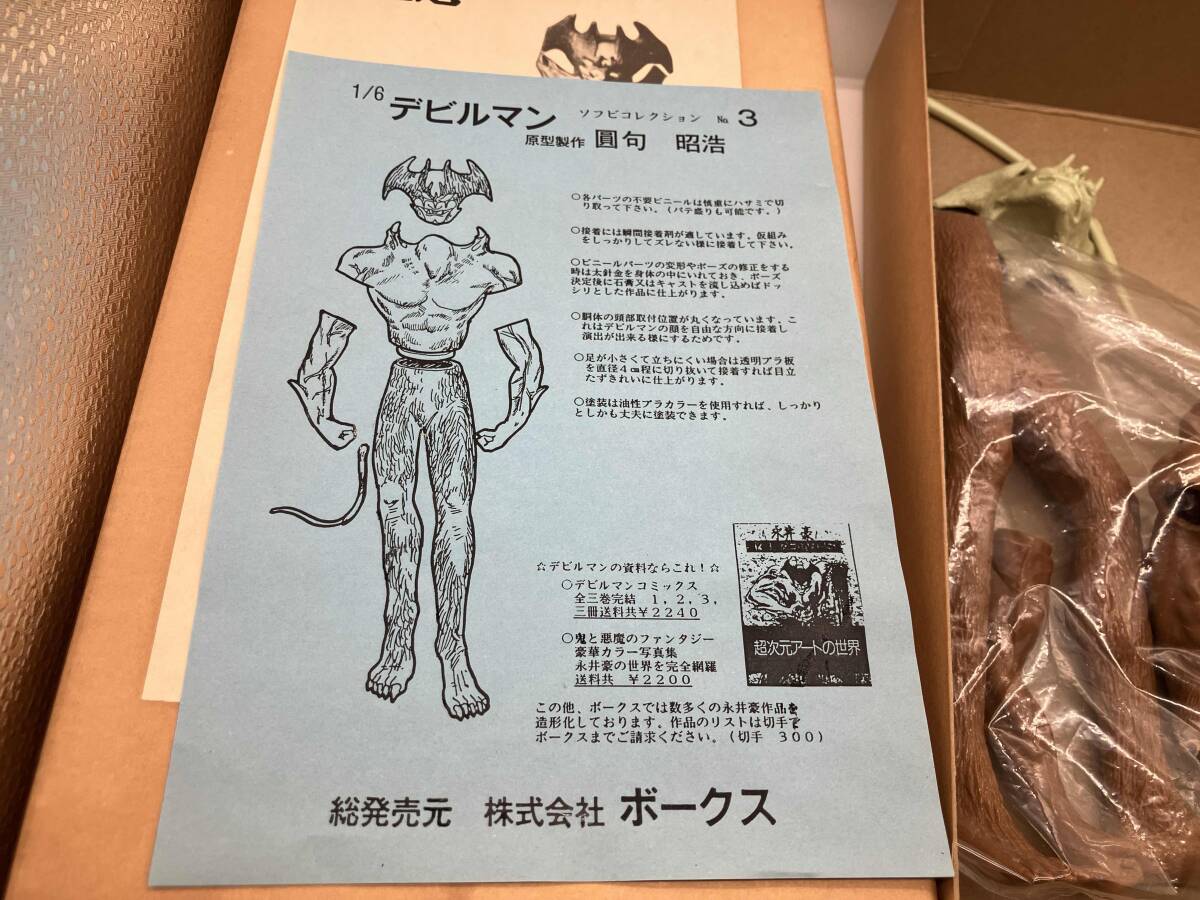 1/6 デビルマン ソフビコレクション № 3
原型製作 圓句 昭浩
○各パーツの不要ビニールは慎重にハサミで切
り取って下さい。(パテ盛りも可能です。)
○接着には瞬間接着剤が適しています。仮組み
をしっかりしてズレない様に接着して下さい。
○ビニールパーツの変形やポーズの修正をする
時は太針金を身体の中にいれておき、ポーズ
決定後に石膏又はキャストを流し込めばドッ
シリとした作品に仕上がります。
○胴体の頭部取付位置が丸くなっています。こ
れはデビルマンの顔を自由な方向に接着し
演出が出来る様にするためです。
○足が小さくて立ちにくい場合は透明プラ板
を直径4㎝程に切り抜いて接着すれば目立
たずきれいに仕上がります。
○塗装は油性プラカラーを使用すれば、しっかり
としかも丈夫に塗装できます。
☆デビルマンの資料ならこれ!☆
○デビルマンコミックス
全三巻完結 1,2,3,
三冊送料共¥2240
○鬼と悪魔のファンタジー
豪華カラー写真集
永井豪の世界を完全網羅
送料共 ¥2200
永井豪
超次元アートの世界
この他、ボークスでは数多くの永井豪作品を
造形化しております。作品のリストは切手で
ボークスまでご請求ください。(切手 300)
総発売元 株式会社 ボークス